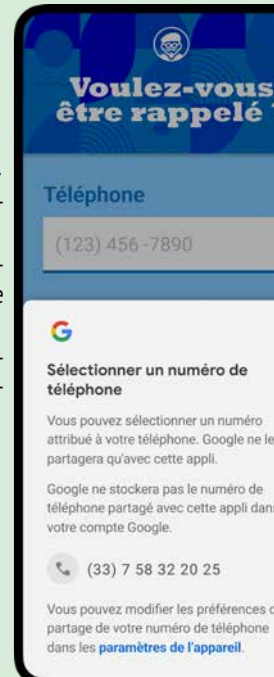 Voulez-vous
être rappelé ?
Téléphone
(123) 456 -7890
Sélectionner un numéro de
téléphone
Vous pouvez sélectionner un numéro
attribué à votre téléphone. Google ne le
partagera qu'avec cette appli.
Google ne stockera pas le numéro de
téléphone partagé avec cette appli dans
votre compte Google.
(33) 7 58 32 20 25
Vous pouvez modifier les préférences
partage de votre numéro de téléphone
dans les paramètres de l'appareil.